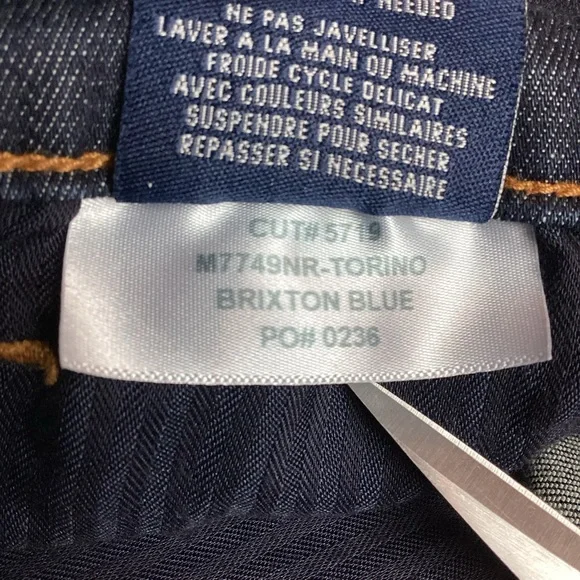 NEEDED
NE PAS JAVELLISER
LAVER A LA MAIN OU MACHINE
FROIDE CYCLE DELICAT
AVEC COULEURS SIMILAIRES
SUSPENDRE POUR SECHER
REPASSER SI NECESSAIRE
CUT# 5719
M7749NR-TORINO
BRIXTON BLUE
PO# 0236